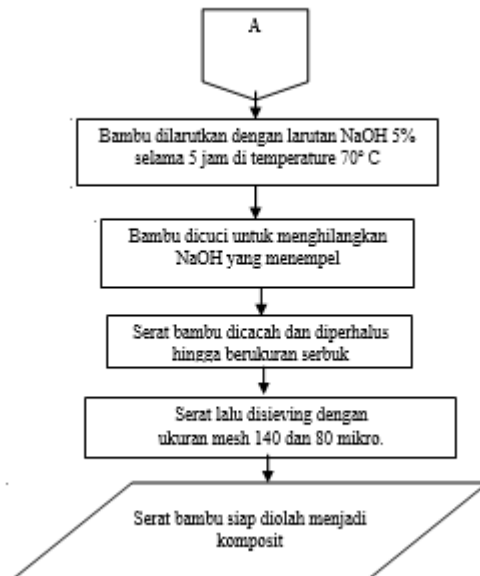 A
Bambu dilarutkan dengan larutan NaOH 5%
selama 5 jam di temperature 70° C
Bambu dicuci untuk menghilangkan
NaOH yang menempel
Serat bambu dicacah dan diperhalus
hingga berukuran serbuk
Serat lalu disieving dengan
ukuran mesh 140 dan 80 mikro.
Serat bambu siap diolah menjadi
komposit